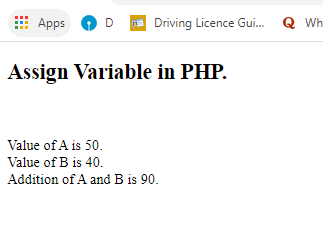 Apps D Driving Licence Gui... Wh
Assign Variable in PHP.
Value of A is 50.
Value of B is 40.
Addition of A and B is 90.